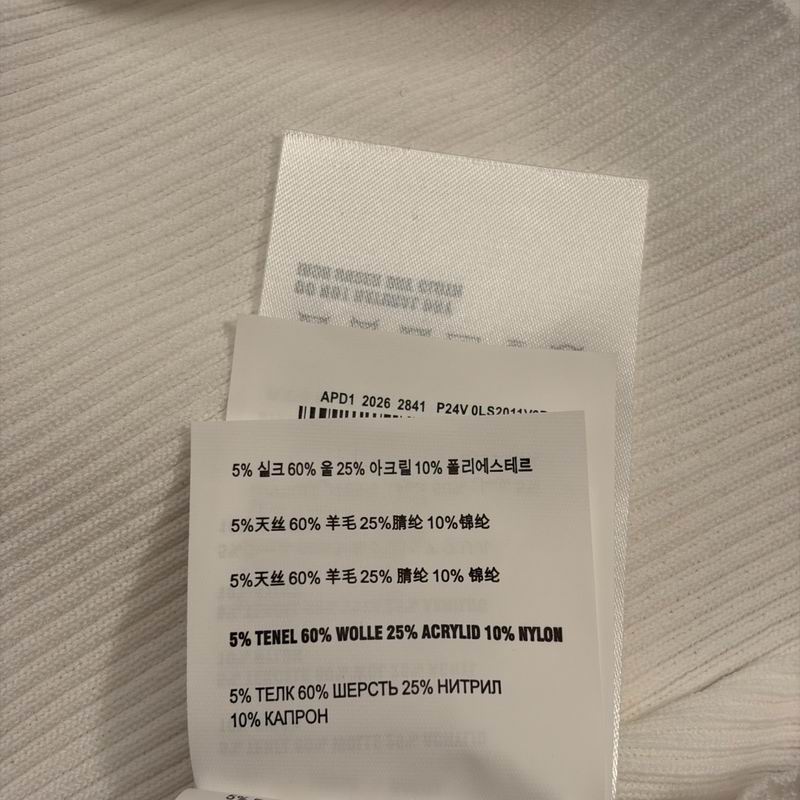 APD1 2026 2841 P24V 0LS2011V
5% 실크 60% 울 25% 아크릴 10% 폴리에스테르
5%天丝 60% 羊毛 25%腈纶 10%锦纶
5%天丝 60% 羊毛 25% 腈纶 10% 锦纶
5% TENEL 60% WOLLE 25% ACRYLID 10% NYLON
5% ТЕЛК 60% ШЕРСТЬ 25% НИТРИЛ
10% КАПРОН
5%